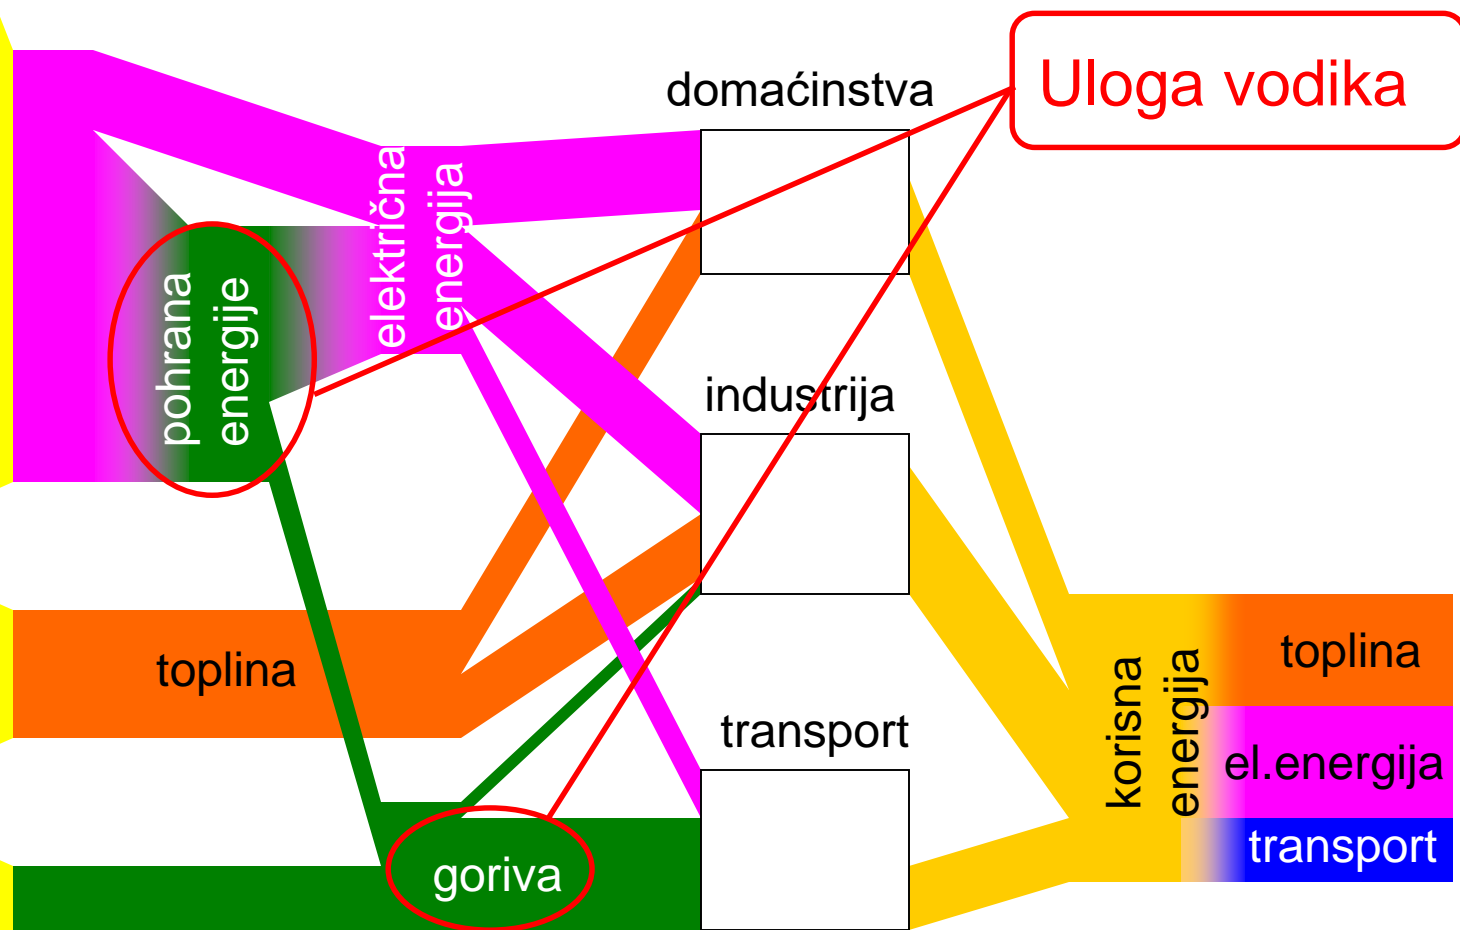 Uloga vodika
domaćinstva
električna
energija
pohrana
energije
industrija
toplina
transport
goriva
korisna
energija
toplina
el.energija
transport